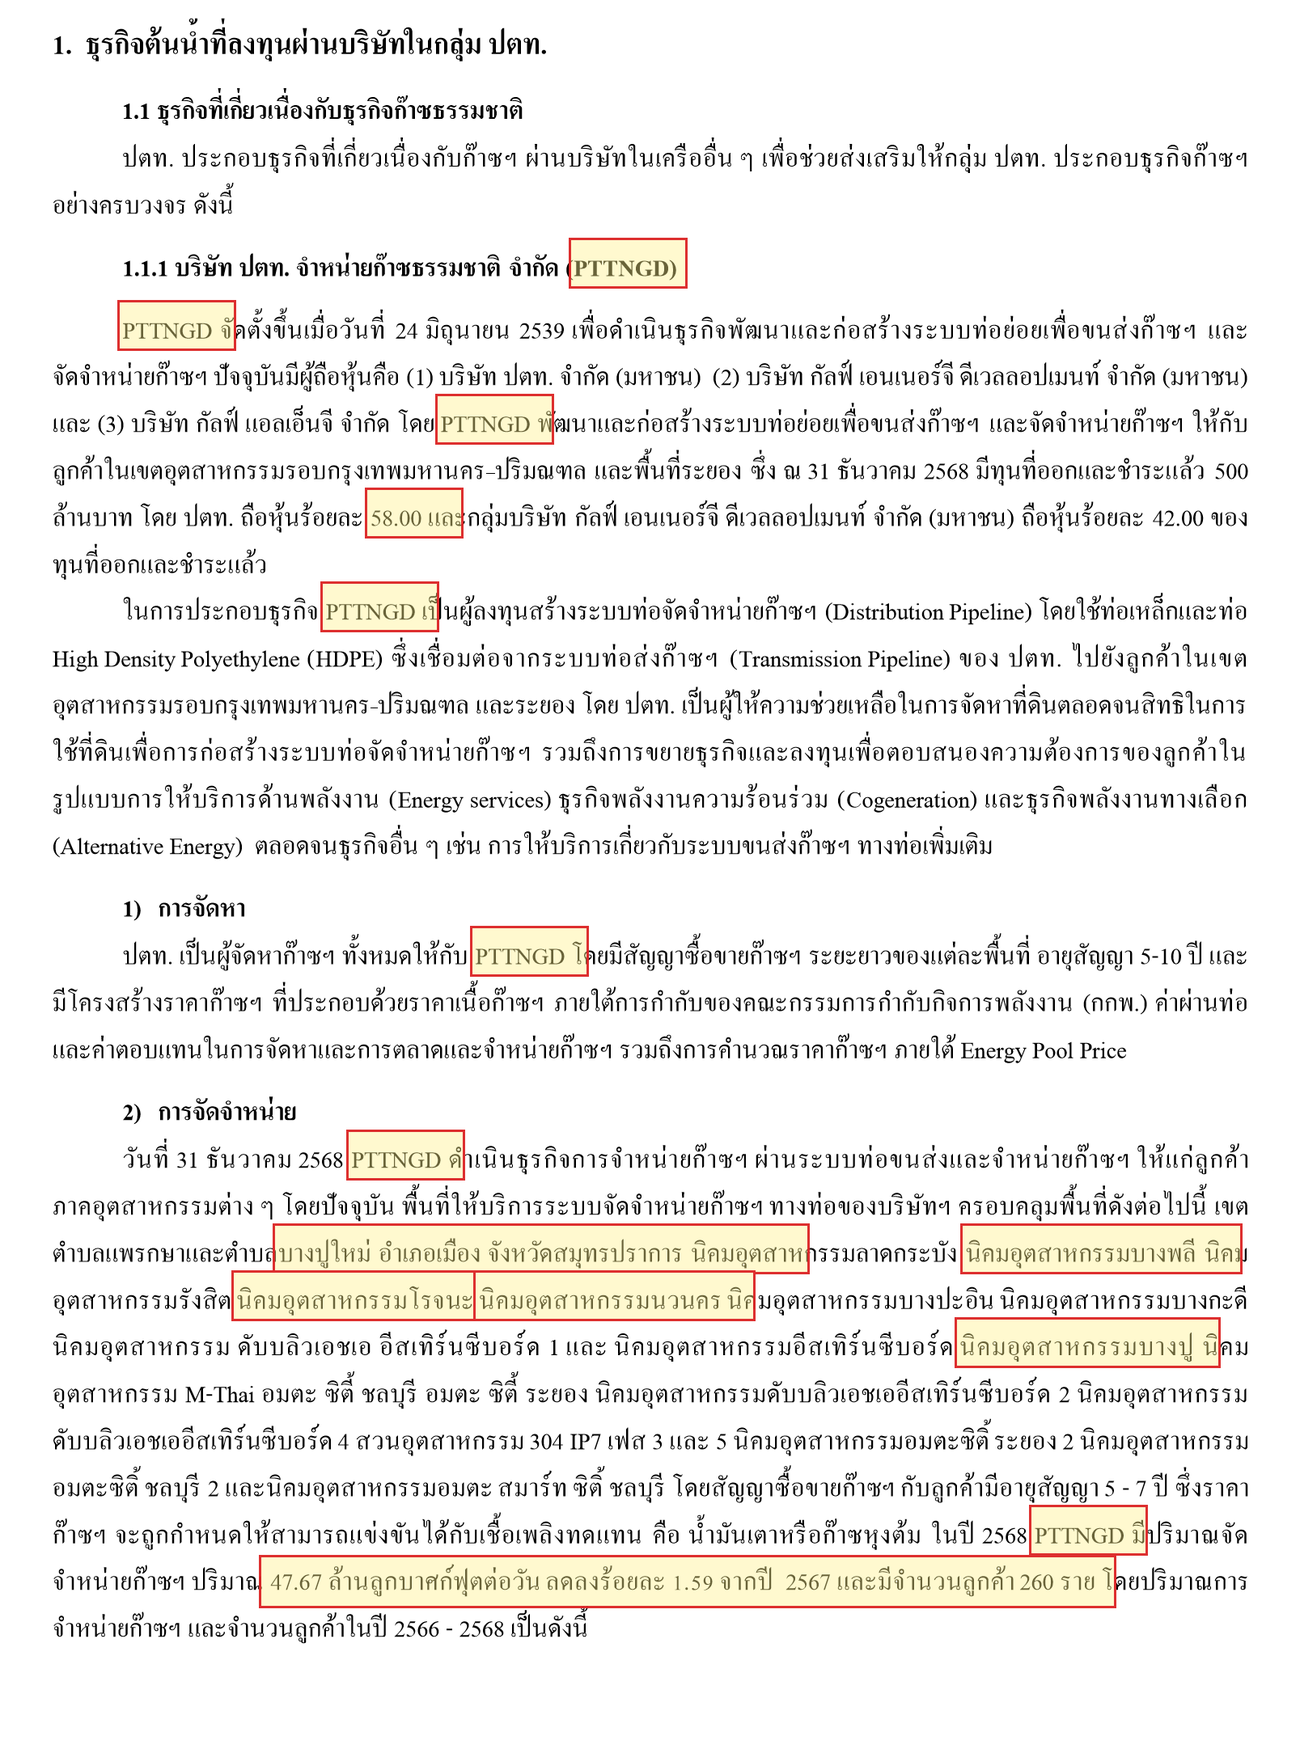 1. ธุรกิจต้นน้ำที่ลงทุนผ่านบริษัทในกลุ่ม ปตท.
1.1 ธุรกิจที่เกี่ยวเนื่องกับธุรกิจก๊าซธรรมชาติ
ปตท. ประกอบธุรกิจที่เกี่ยวเนื่องกับก๊าซฯ ผ่านบริษัทในเครืออื่น ๆ เพื่อช่วยส่งเสริมให้กลุ่ม ปตท. ประกอบธุรกิจก๊าซฯ
อย่างครบวงจร ดังนี้
1.1.1 บริษัท ปตท. จำหน่ายก๊าซธรรมชาติ จำกัด (PTTNGD)
PTTNGD จัดตั้งขึ้นเมื่อวันที่ 24 มิถุนายน 2539 เพื่อดำเนินธุรกิจพัฒนาและก่อสร้างระบบท่อย่อยเพื่อขนส่งก๊าซฯ และ
จัดจำหน่ายก๊าซฯ ปัจจุบันมีผู้ถือหุ้นคือ (1) บริษัท ปตท. จำกัด (มหาชน) (2) บริษัท กัลฟ์ เอนเนอร์จี ดีเวลลอปเมนท์ จำกัด (มหาชน)
และ (3) บริษัท กัลฟ์ แอลเอ็นจี จำกัด โดย PTTNGD พัฒนาและก่อสร้างระบบท่อย่อยเพื่อขนส่งก๊าซฯ และจัดจำหน่ายก๊าซฯ ให้กับ
ลูกค้าในเขตอุตสาหกรรมรอบกรุงเทพมหานคร-ปริมณฑล และพื้นที่ระยอง ซึ่ง ณ 31 ธันวาคม 2568 มีทุนที่ออกและชำระแล้ว 500
ล้านบาท โดย ปตท. ถือหุ้นร้อยละ 58.00 และกลุ่มบริษัท กัลฟ์ เอนเนอร์จี ดีเวลลอปเมนท์ จำกัด (มหาชน) ถือหุ้นร้อยละ 42.00 ของ
ทุนที่ออกและชำระแล้ว
ในการประกอบธุรกิจ PTTNGD เป็นผู้ลงทุนสร้างระบบท่อจัดจำหน่ายก๊าซฯ (Distribution Pipeline) โดยใช้ท่อเหล็กและท่อ
High Density Polyethylene (HDPE) ซึ่งเชื่อมต่อจากระบบท่อส่งก๊าซฯ (Transmission Pipeline) ของ ปตท. ไปยังลูกค้าในเขต
อุตสาหกรรมรอบกรุงเทพมหานคร-ปริมณฑล และระยอง โดย ปตท. เป็นผู้ให้ความช่วยเหลือในการจัดหาที่ดินตลอดจนสิทธิในการ
ใช้ที่ดินเพื่อการก่อสร้างระบบท่อจัดจำหน่ายก๊าซฯ รวมถึงการขยายธุรกิจและลงทุนเพื่อตอบสนองความต้องการของลูกค้าใน
รูปแบบการให้บริการด้านพลังงาน (Energy services) ธุรกิจพลังงานความร้อนร่วม (Cogeneration) และธุรกิจพลังงานทางเลือก
(Alternative Energy) ตลอดจนธุรกิจอื่น ๆ เช่น การให้บริการเกี่ยวกับระบบขนส่งก๊าซฯ ทางท่อเพิ่มเติม
1) การจัดหา
ปตท. เป็นผู้จัดหาก๊าซฯ ทั้งหมดให้กับ PTTNGD โดยมีสัญญาซื้อขายก๊าซฯ ระยะยาวของแต่ละพื้นที่ อายุสัญญา 5-10 ปี และ
มีโครงสร้างราคาก๊าซฯ ที่ประกอบด้วยราคาเนื้อก๊าซฯ ภายใต้การกำกับของคณะกรรมการกำกับกิจการพลังงาน (กกพ.) ค่าผ่านท่อ
และค่าตอบแทนในการจัดหาและการตลาดและจำหน่ายก๊าซฯ รวมถึงการคำนวณราคาก๊าซฯ ภายใต้ Energy Pool Price
2) การจัดจำหน่าย
วันที่ 31 ธันวาคม 2568 PTTNGD ดำเนินธุรกิจการจำหน่ายก๊าซฯ ผ่านระบบท่อขนส่งและจำหน่ายก๊าซฯ ให้แก่ลูกค้า
ภาคอุตสาหกรรมต่าง ๆ โดยปัจจุบัน พื้นที่ให้บริการระบบจัดจำหน่ายก๊าซฯ ทางท่อของบริษัทฯ ครอบคลุมพื้นที่ดังต่อไปนี้ เขต
ตำบลแพรกษาและตำบลบางปูใหม่ อำเภอเมือง จังหวัดสมุทรปราการ นิคมอุตสาหกรรมลาดกระบัง นิคมอุตสาหกรรมบางพลี นิคม
อุตสาหกรรมรังสิต นิคมอุตสาหกรรมโรจนะ นิคมอุตสาหกรรมนวนคร นิคมอุตสาหกรรมบางปะอิน นิคมอุตสาหกรรมบางกะดี
นิคมอุตสาหกรรม ดับบลิวเอชเอ อีสเทิร์นซีบอร์ด 1 และ นิคมอุตสาหกรรมอีสเทิร์นซีบอร์ด นิคมอุตสาหกรรมบางปู นิคม
อุตสาหกรรม M-Thai อมตะ ซิตี้ ชลบุรี อมตะ ซิตี้ ระยอง นิคมอุตสาหกรรมดับบลิวเอชเออีสเทิร์นซีบอร์ด 2 นิคมอุตสาหกรรม
ดับบลิวเอชเออีสเทิร์นซีบอร์ด 4 สวนอุตสาหกรรม 304 IP7 เฟส 3 และ 5 นิคมอุตสาหกรรมอมตะซิตี้ ระยอง 2 นิคมอุตสาหกรรม
อมตะซิตี้ ชลบุรี 2 และนิคมอุตสาหกรรมอมตะ สมาร์ท ซิตี้ ชลบุรี โดยสัญญาซื้อขายก๊าซฯ กับลูกค้ามีอายุสัญญา 5 - 7 ปี ซึ่งราคา
ก๊าซฯ จะถูกกำหนดให้สามารถแข่งขันได้กับเชื้อเพลิงทดแทน คือ น้ำมันเตาหรือก๊าซหุงต้ม ในปี 2568 PTTNGD มีปริมาณจัด
จำหน่ายก๊าซฯ ปริมาณ 47.67 ล้านลูกบาศก์ฟุตต่อวัน ลดลงร้อยละ 1.59 จากปี 2567 และมีจำนวนลูกค้า 260 ราย โดยปริมาณการ
จำหน่ายก๊าซฯ และจำนวนลูกค้าในปี 2566 - 2568 เป็นดังนี้